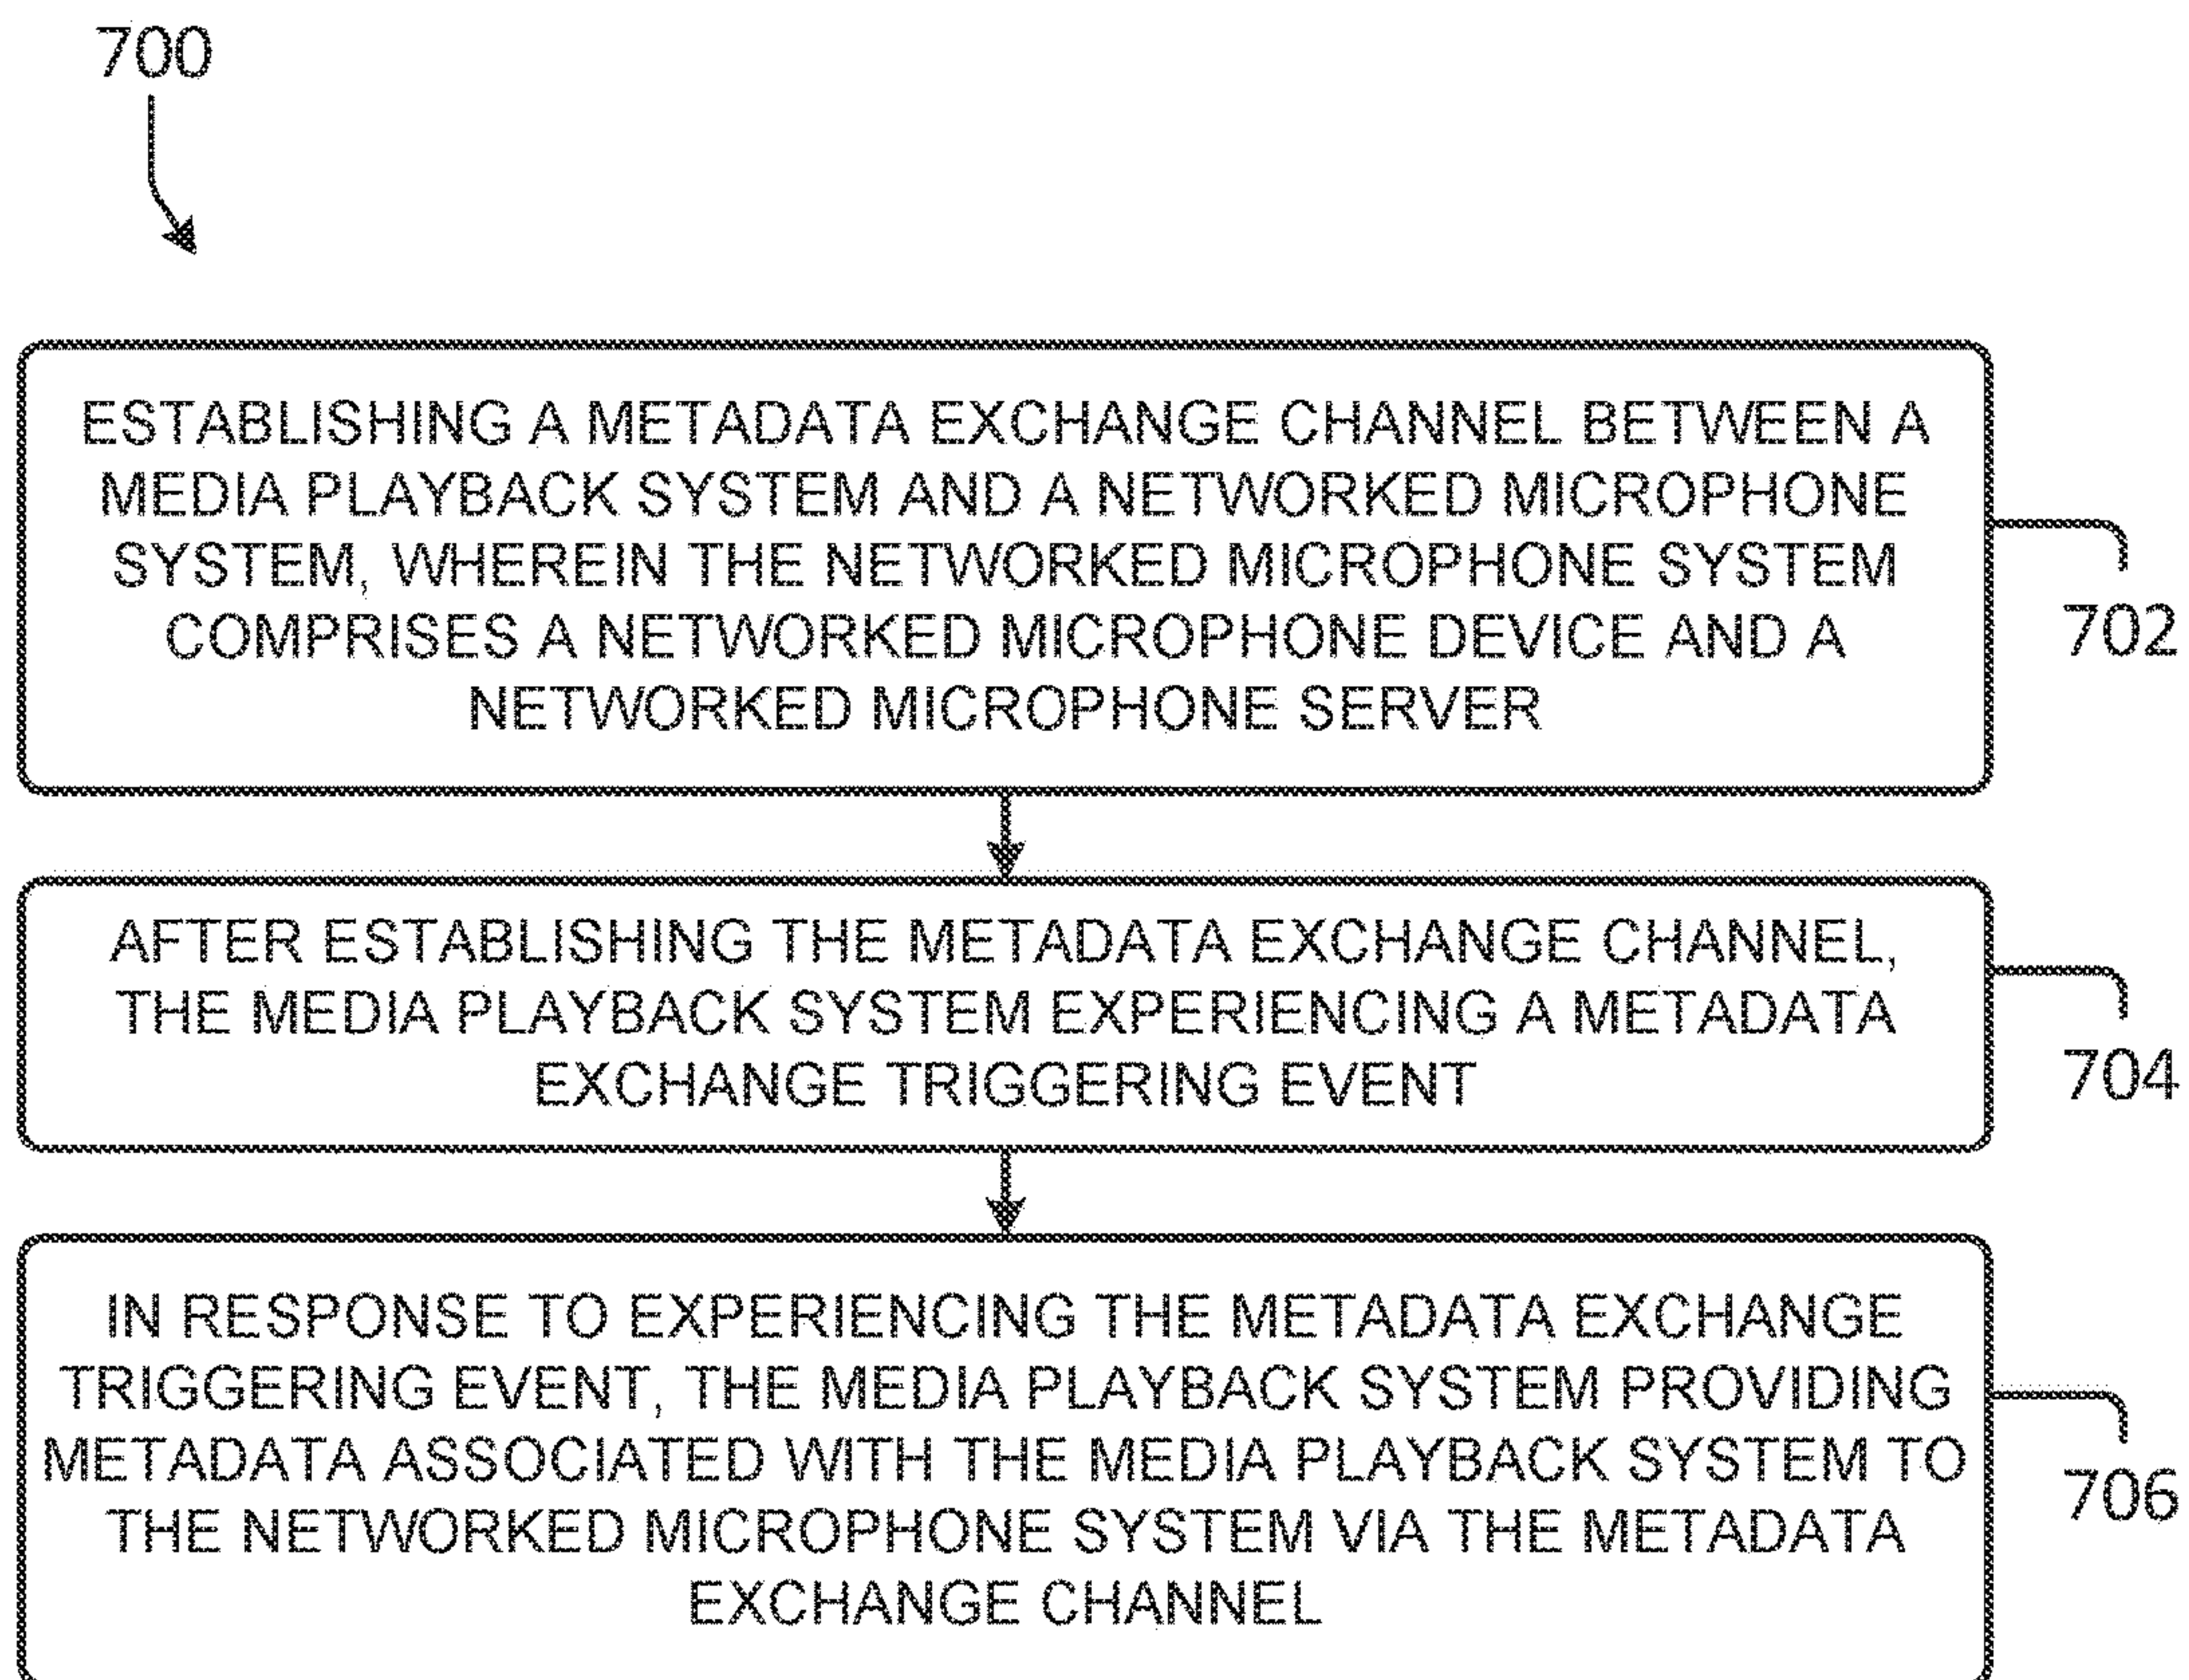 700
ESTABLISHING A METADATA EXCHANGE CHANNEL BETWEEN A
MEDIA PLAYBACK SYSTEM AND A NETWORKED MICROPHONE
SYSTEM, WHEREIN THE NETWORKED MICROPHONE SYSTEM
COMPRISES A NETWORKED MICROPHONE DEVICE AND A
NETWORKED MICROPHONE SERVER
702
AFTER ESTABLISHING THE METADATA EXCHANGE CHANNEL,
THE MEDIA PLAYBACK SYSTEM EXPERIENCING A METADATA
EXCHANGE TRIGGERING EVENT
704
IN RESPONSE TO EXPERIENCING THE METADATA EXCHANGE
TRIGGERING EVENT, THE MEDIA PLAYBACK SYSTEM PROVIDING
METADATA ASSOCIATED WITH THE MEDIA PLAYBACK SYSTEM TO
THE NETWORKED MICROPHONE SYSTEM VIA THE METADATA
EXCHANGE CHANNEL
706